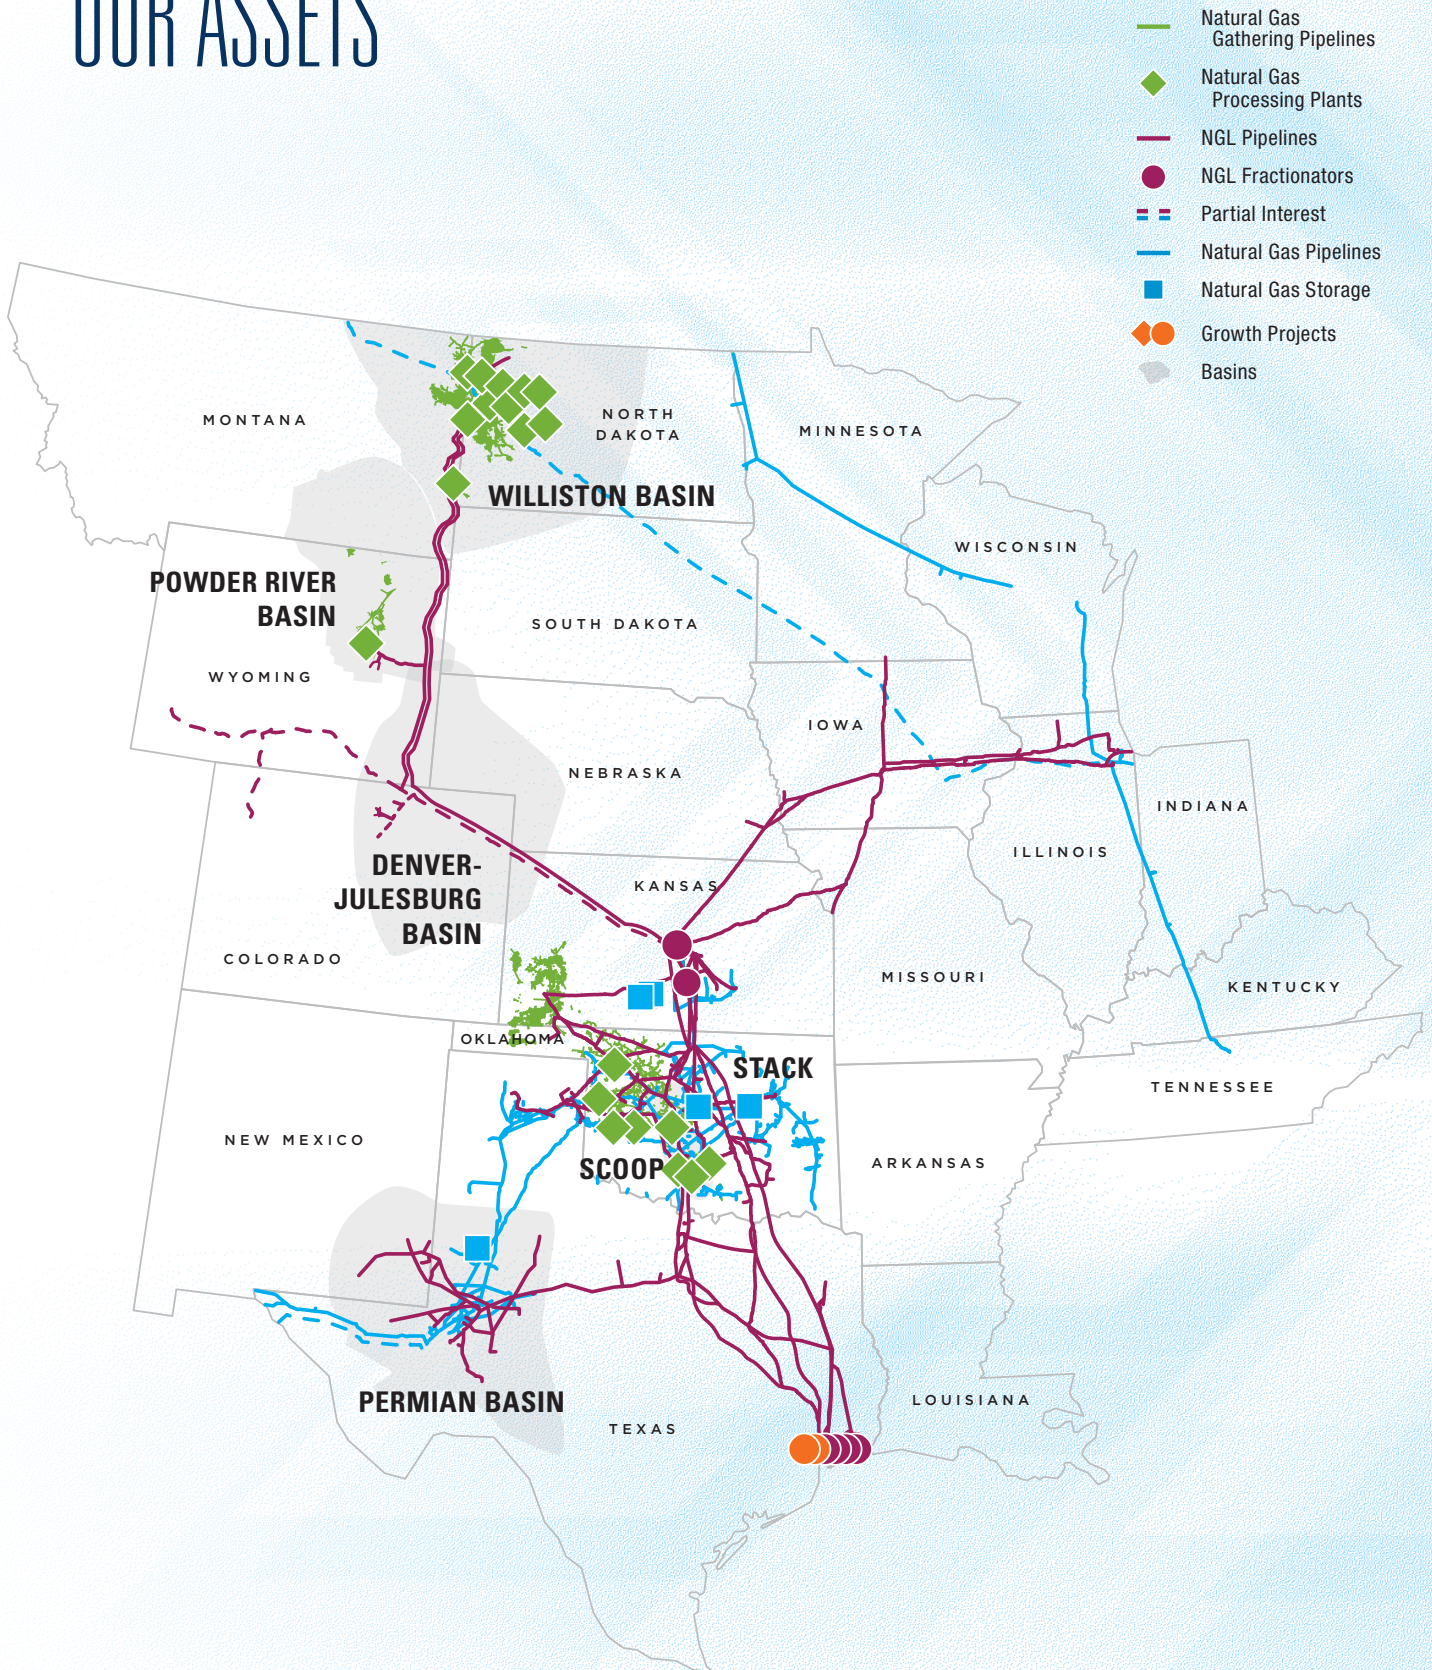 OUR ASSETS
Natural Gas
Gathering Pipelines
Natural Gas
Processing Plants
NGL Pipelines
NGL Fractionators
Partial Interest
Natural Gas Pipelines
Natural Gas Storage
Growth Projects
Basins
MONTANA
NORTH
DAKOTA
MINNESOTA
WILLISTON BASIN
WISCONSIN
POWDER RIVER
BASIN
SOUTH DAKOTA
WYOMING
IOWA
NEBRASKA
INDIANA
ILLINOIS
DENVER-
JULESBURG
BASIN
KANSAS
COLORADO
MISSOURI
KENTUCKY
OKLAHOMA
STACK
TENNESSEE
NEW MEXICO
SCOOP
ARKANSAS
PERMIAN BASIN
TEXAS
LOUISIANA